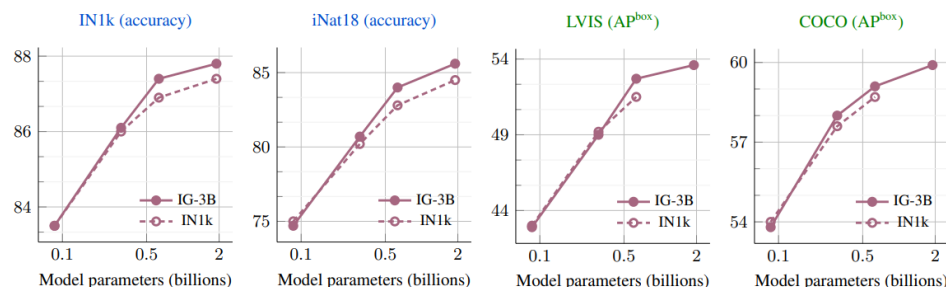 IN1k (accuracy)
88
86
84
0.1 0.5 2
IG-3B
IN1k
Model parameters (billions)
iNat18 (accuracy)
85
80
75
0.1 0.5 2
IG-3B
IN1k
Model parameters (billions)
LVIS (AP^box)
54
49
44
0.1 0.5 2
IG-3B
IN1k
Model parameters (billions)
COCO (AP^box)
60
57
54
0.1 0.5 2
IG-3B
IN1k
Model parameters (billions)